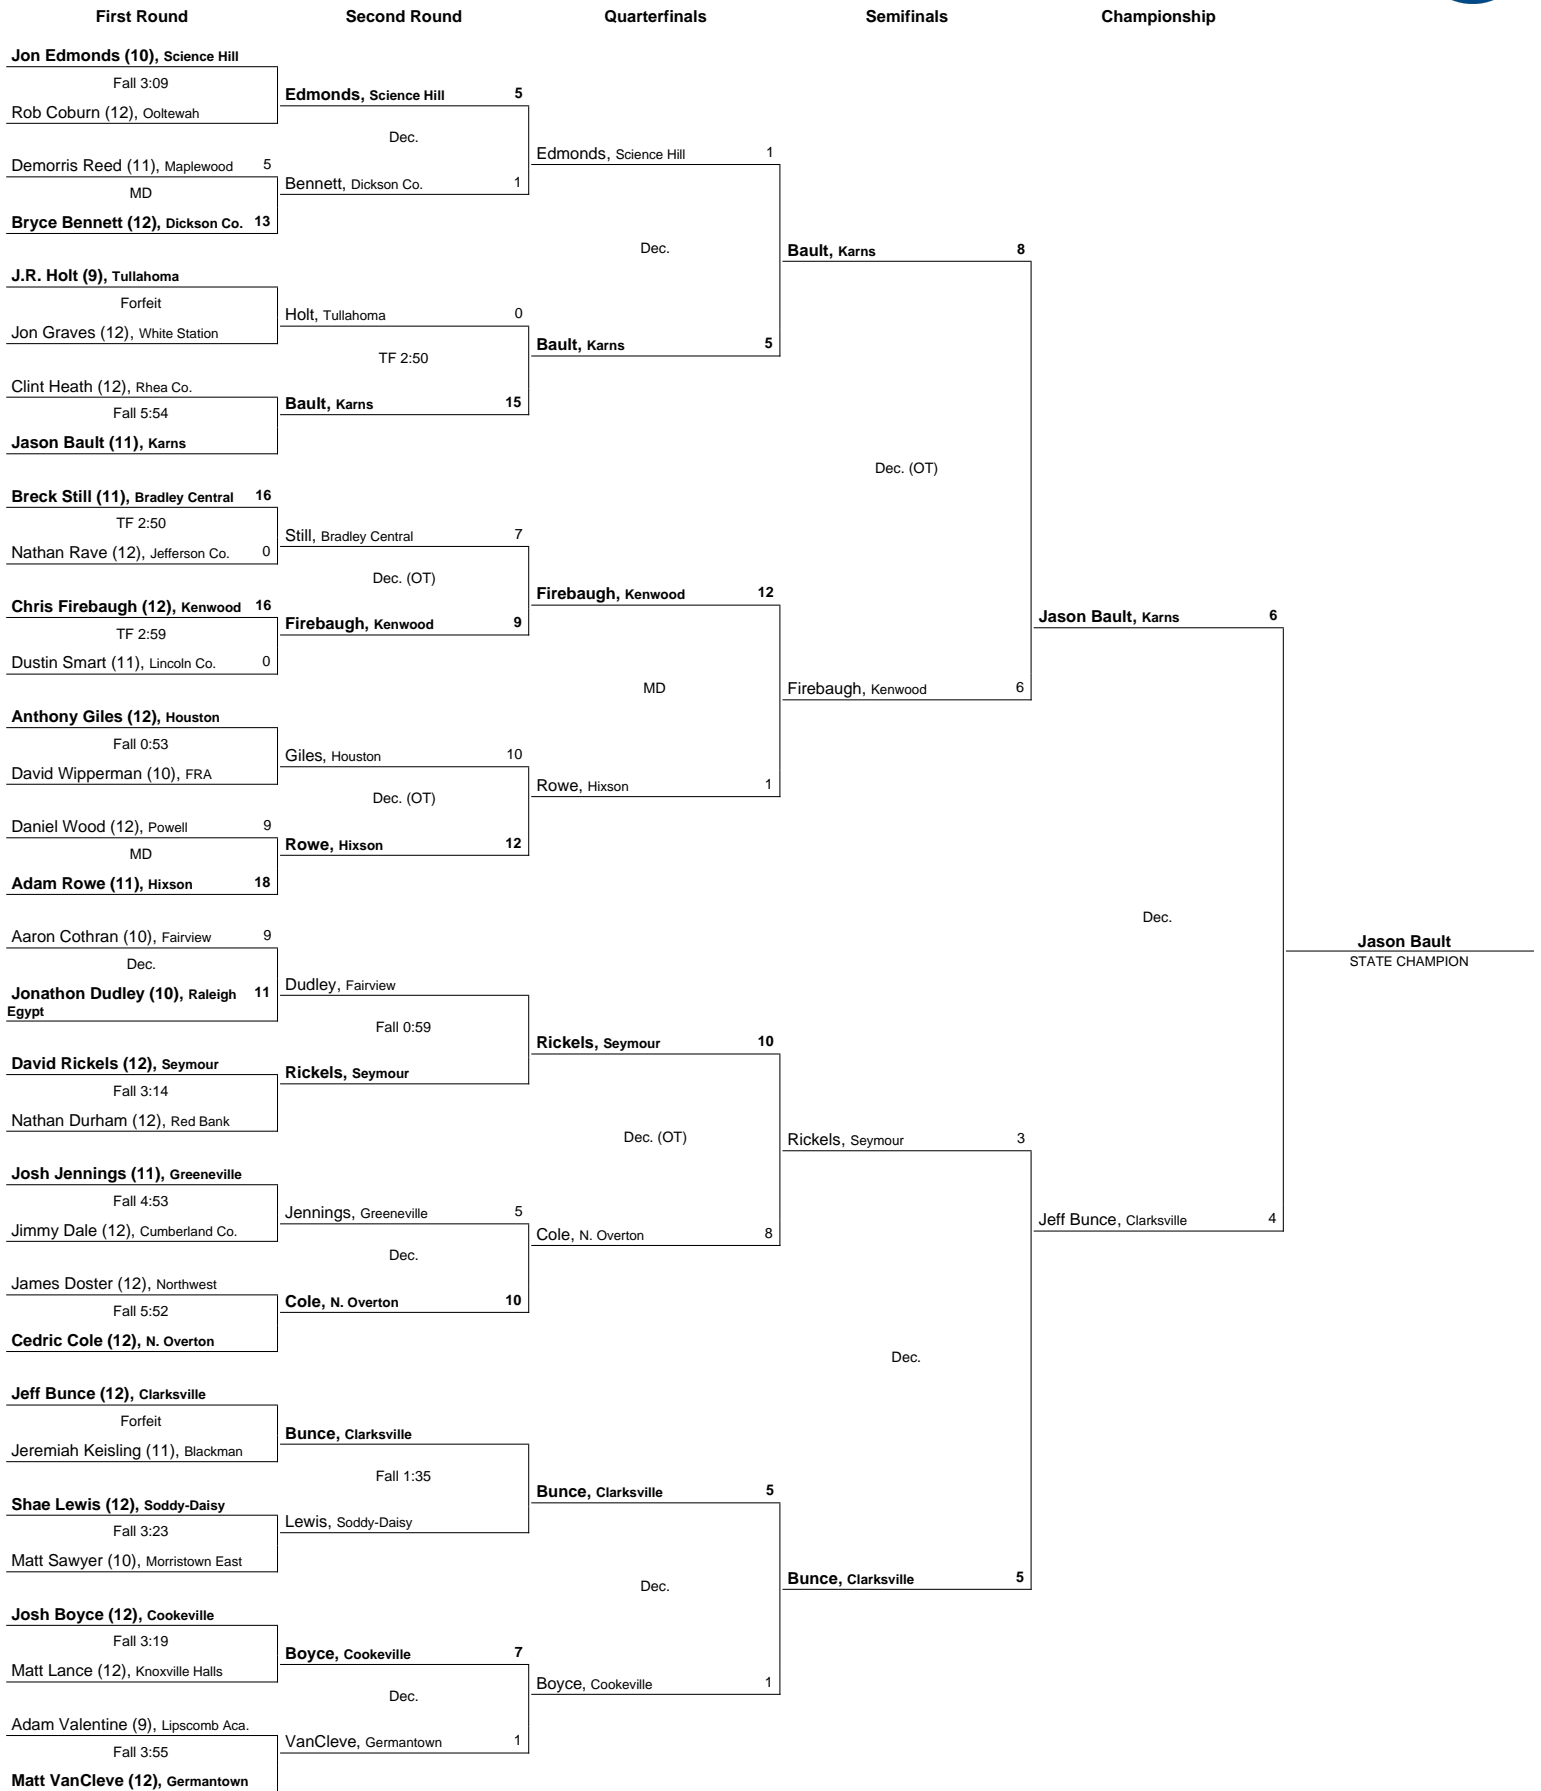 First Round Second Round Quarterfinals Semifinals Championship
Jon Edmonds (10), Science Hill
Fall 3:09
Rob Coburn (12), Ooltewah
Demorris Reed (11), Maplewood 5
MD
Bryce Bennett (12), Dickson Co. 13
J.R. Holt (9), Tullahoma
Forfeit
Jon Graves (12), White Station
Clint Heath (12), Rhea Co.
Fall 5:54
Jason Bault (11), Karns
Breck Still (11), Bradley Central 16
TF 2:50
Nathan Rave (12), Jefferson Co. 0
Chris Firebaugh (12), Kenwood 16
TF 2:59
Dustin Smart (11), Lincoln Co. 0
Anthony Giles (12), Houston
Fall 0:53
David Wipperman (10), FRA
Daniel Wood (12), Powell 9
MD
Adam Rowe (11), Hixson 18
Aaron Cothran (10), Fairview 9
Dec.
Jonathon Dudley (10), Raleigh 11
Egypt
David Rickels (12), Seymour
Fall 3:14
Nathan Durham (12), Red Bank
Josh Jennings (11), Greeneville
Fall 4:53
Jimmy Dale (12), Cumberland Co.
James Doster (12), Northwest
Fall 5:52
Cedric Cole (12), N. Overton
Jeff Bunce (12), Clarksville
Forfeit
Jeremiah Keisling (11), Blackman
Shae Lewis (12), Soddy-Daisy
Fall 3:23
Matt Sawyer (10), Morristown East
Josh Boyce (12), Cookeville
Fall 3:19
Matt Lance (12), Knoxville Halls
Adam Valentine (9), Lipscomb Aca.
Fall 3:55
Matt VanCleve (12), Germantown
Edmonds, Science Hill 5
Dec.
Bennett, Dickson Co. 1
Holt, Tullahoma 0
TF 2:50
Bault, Karns 15
Still, Bradley Central 7
Dec. (OT)
Firebaugh, Kenwood 9
Giles, Houston 10
Dec. (OT)
Rowe, Hixson 12
Dudley, Fairview
Fall 0:59
Rickels, Seymour
Jennings, Greeneville 5
Dec.
Cole, N. Overton 10
Bunce, Clarksville
Fall 1:35
Lewis, Soddy-Daisy
Boyce, Cookeville 7
Dec.
VanCleve, Germantown 1
Edmonds, Science Hill 1
Dec.
Bault, Karns 5
Firebaugh, Kenwood 12
MD
Rowe, Hixson 1
Rickels, Seymour 10
Dec. (OT)
Cole, N. Overton 8
Bunce, Clarksville 5
Dec.
Boyce, Cookeville 1
Bault, Karns 8
Dec. (OT)
Firebaugh, Kenwood 6
Rickels, Seymour 3
Dec.
Bunce, Clarksville 5
Jason Bault, Karns 6
Dec.
Jeff Bunce, Clarksville 4
Jason Bault
STATE CHAMPION